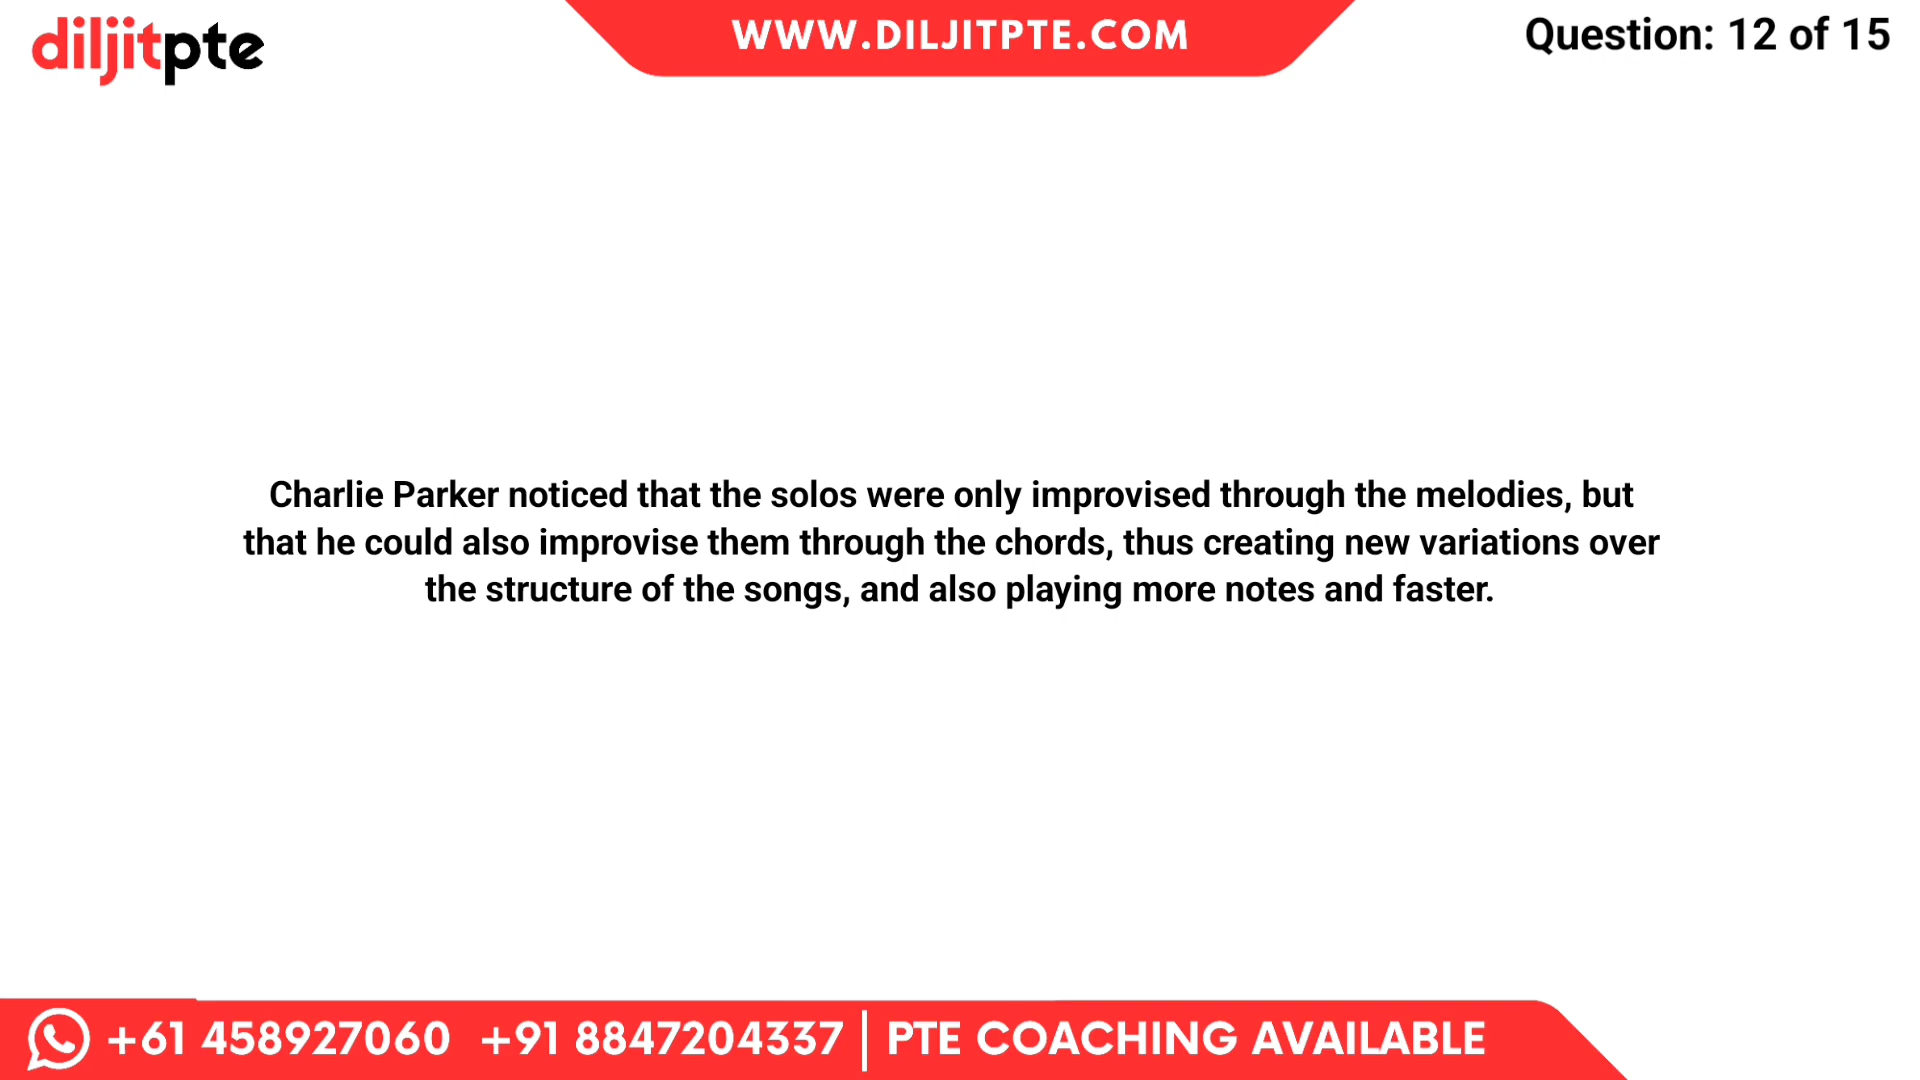 diljitpte
WWW.DILJITPTE.COM
Question: 12 of 15
Charlie Parker noticed that the solos were only improvised through the melodies, but
that he could also improvise them through the chords, thus creating new variations over
the structure of the songs, and also playing more notes and faster.
+61 458927060 +91 8847204337 | PTE COACHING AVAILABLE